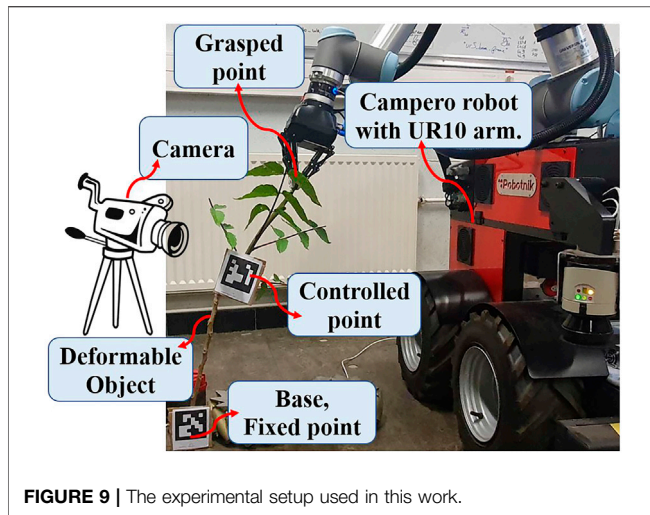 Grasped
point
Campero robot
with UR10 arm.
Camera
Robotnik
Controlled
point
Deformable
Object
Base,
Fixed point
FIGURE 9 | The experimental setup used in this work.